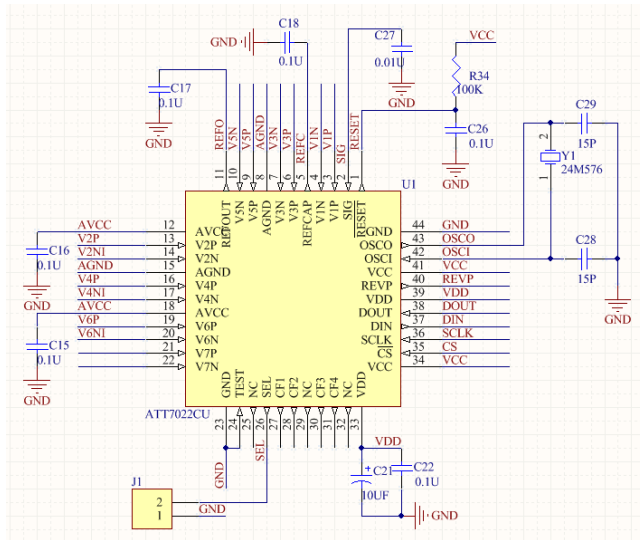 C18
GND
0.1U
C27
0.01U
GND
VCC
R34
100K
C17
0.1U
GND
C26
0.1U
GND
C29
15P
Y1
24M576
2
1
C28
15P
GND
REFO
V5N
V5P
AGND
V3N
V3P
REFC
V1N
V1P
SIG
RESET
11
10
9
8
7
6
5
4
3
2
1
U1
REFOUT
V5N
V5P
AGND
V3N
V3P
REFCAP
V1N
V1P
SIG
RESET
AVCC 12 AVCC
V2P 13 V2P
V2NI 14 V2N
AGND 15 AGND
V4P 16 V4P
V4NI 17 V4N
AVCC 18 AVCC
V6P 19 V6P
V6NI 20 V6N
21 V7P
22 V7N
C16
0.1U
GND
C15
0.1U
GND
GND 44 GND
OSCO 43 OSCO
OSCI 42 OSCI
VCC 41 VCC
REVP 40 REVP
VDD 39 VDD
DOUT 38 DOUT
DIN 37 DIN
SCLK 36 SCLK
CS 35 CS
VCC 34 VCC
GND
TEST
NC
SEL
CF1
CF2
NC
CF3
CF4
NC
VDD
ATT7022CU
23
24
25
26
27
28
29
30
31
32
33
GND
SEL
VDD
+
C21
10UF
C22
0.1U
GND
J1
2
1
GND